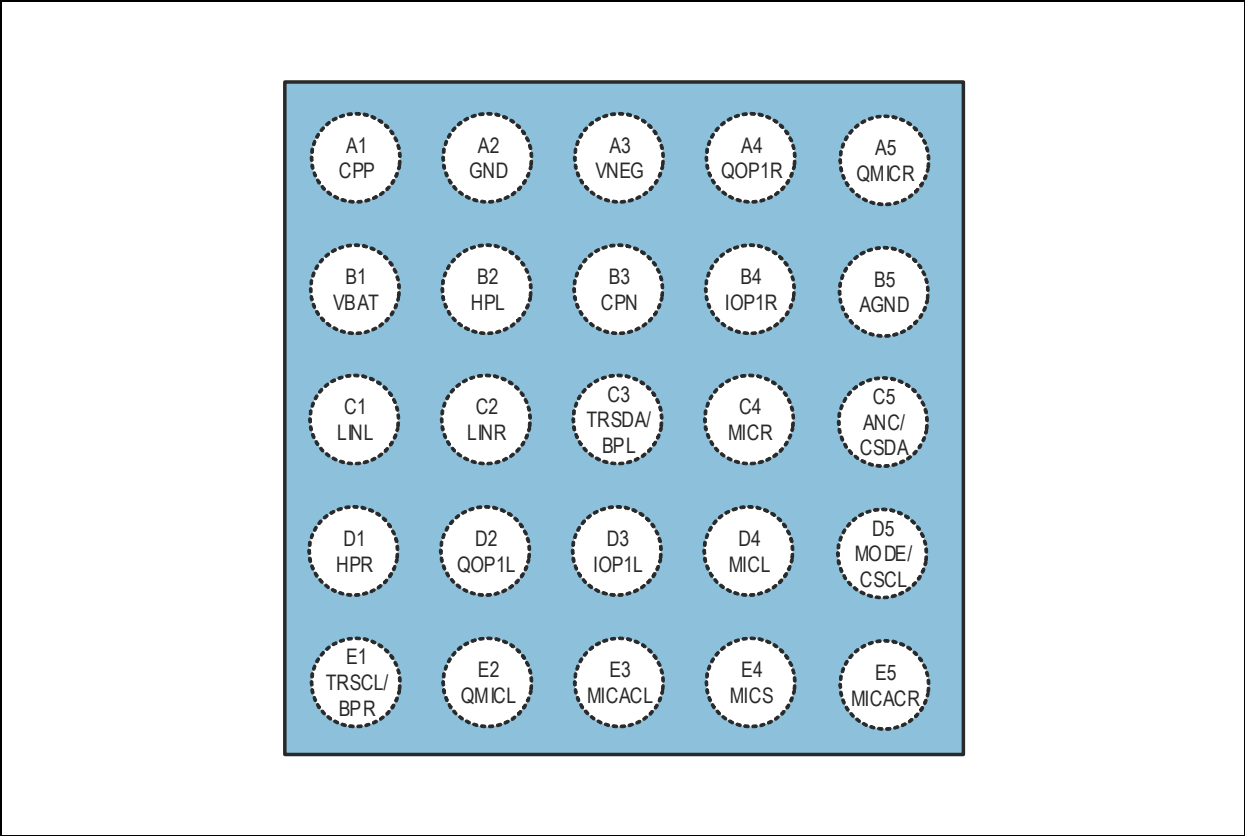 A1
CPP
A2
GND
A3
VNEG
A4
QOP1R
A5
QMICR
B1
VBAT
B2
HPL
B3
CPN
B4
IOP1R
B5
AGND
C1
LINL
C2
LINR
C3
TRSDA/
BPL
C4
MICR
C5
ANC/
CSDA
D1
HPR
D2
QOP1L
D3
IOP1L
D4
MICL
D5
MODE/
CSCL
E1
TRSCL/
BPR
E2
QMICL
E3
MICACL
E4
MICS
E5
MICACR